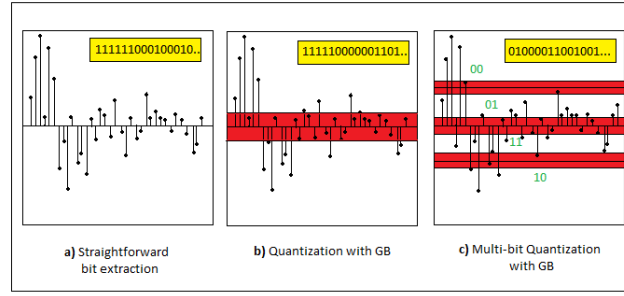 111111000100010..
111110000001101..
01000011001001...
00
01
11
10
a) Straightforward
bit extraction
b) Quantization with GB
c) Multi-bit Quantization
with GB